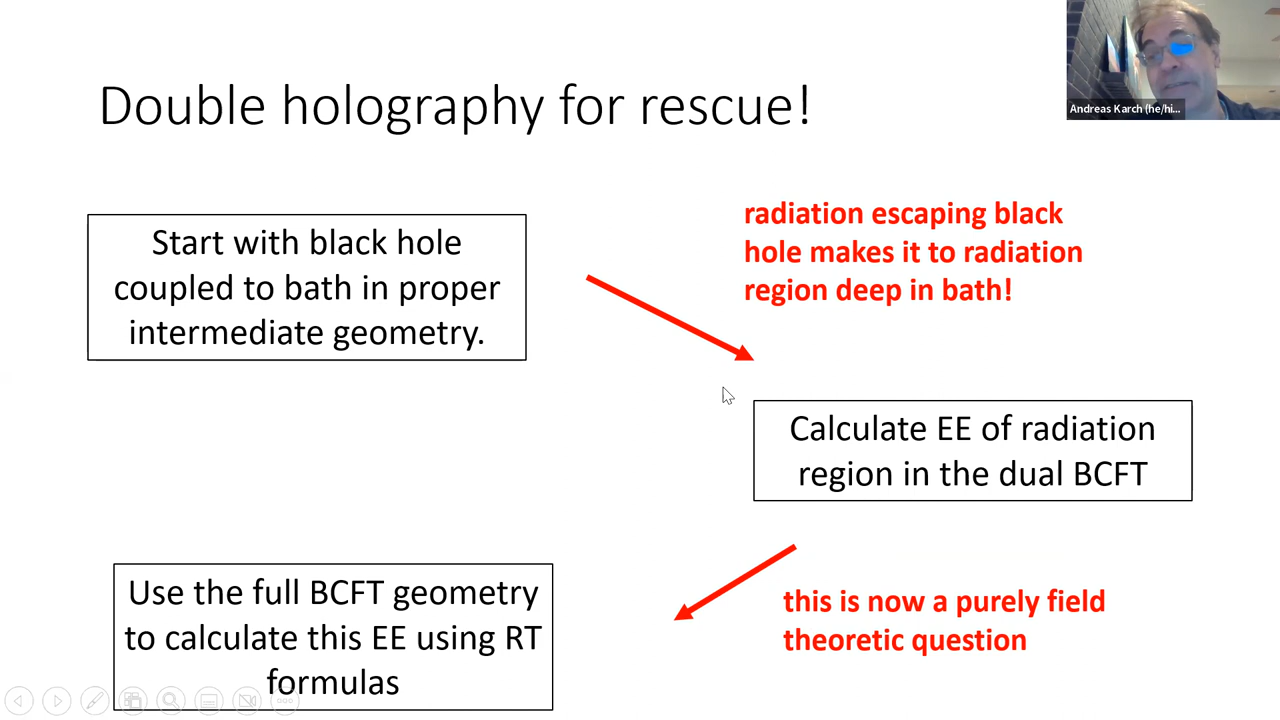 Andreas Karch (he/hi...
Double holography for rescue!
Start with black hole
coupled to bath in proper
intermediate geometry.
radiation escaping black
hole makes it to radiation
region deep in bath!
Calculate EE of radiation
region in the dual BCFT
Use the full BCFT geometry
to calculate this EE using RT
formulas
this is now a purely field
theoretic question